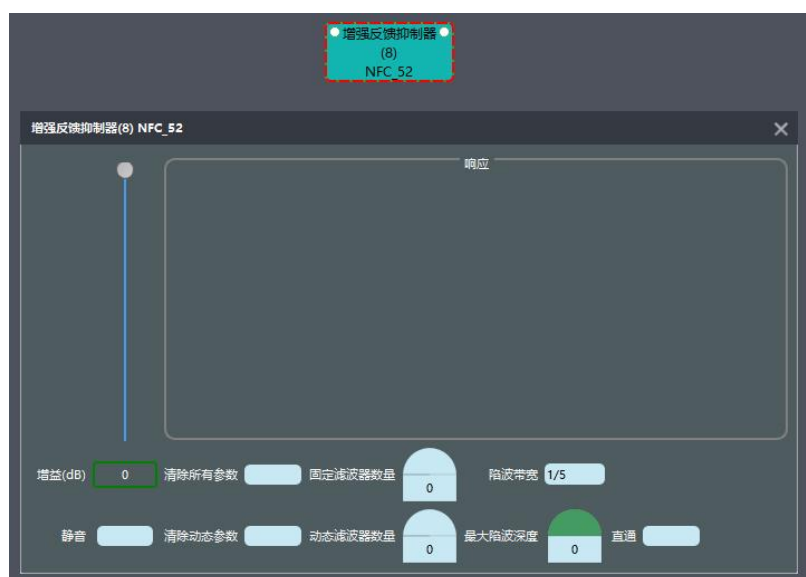 增强反馈抑制器
(8)
NFC_52
增强反馈抑制器(8) NFC_52
响应
增益(dB) 0 清除所有参数 固定滤波器数量 0 陷波带宽 1/5
静音 清除动态参数 动态滤波器数量 0 最大陷波深度 0 直通